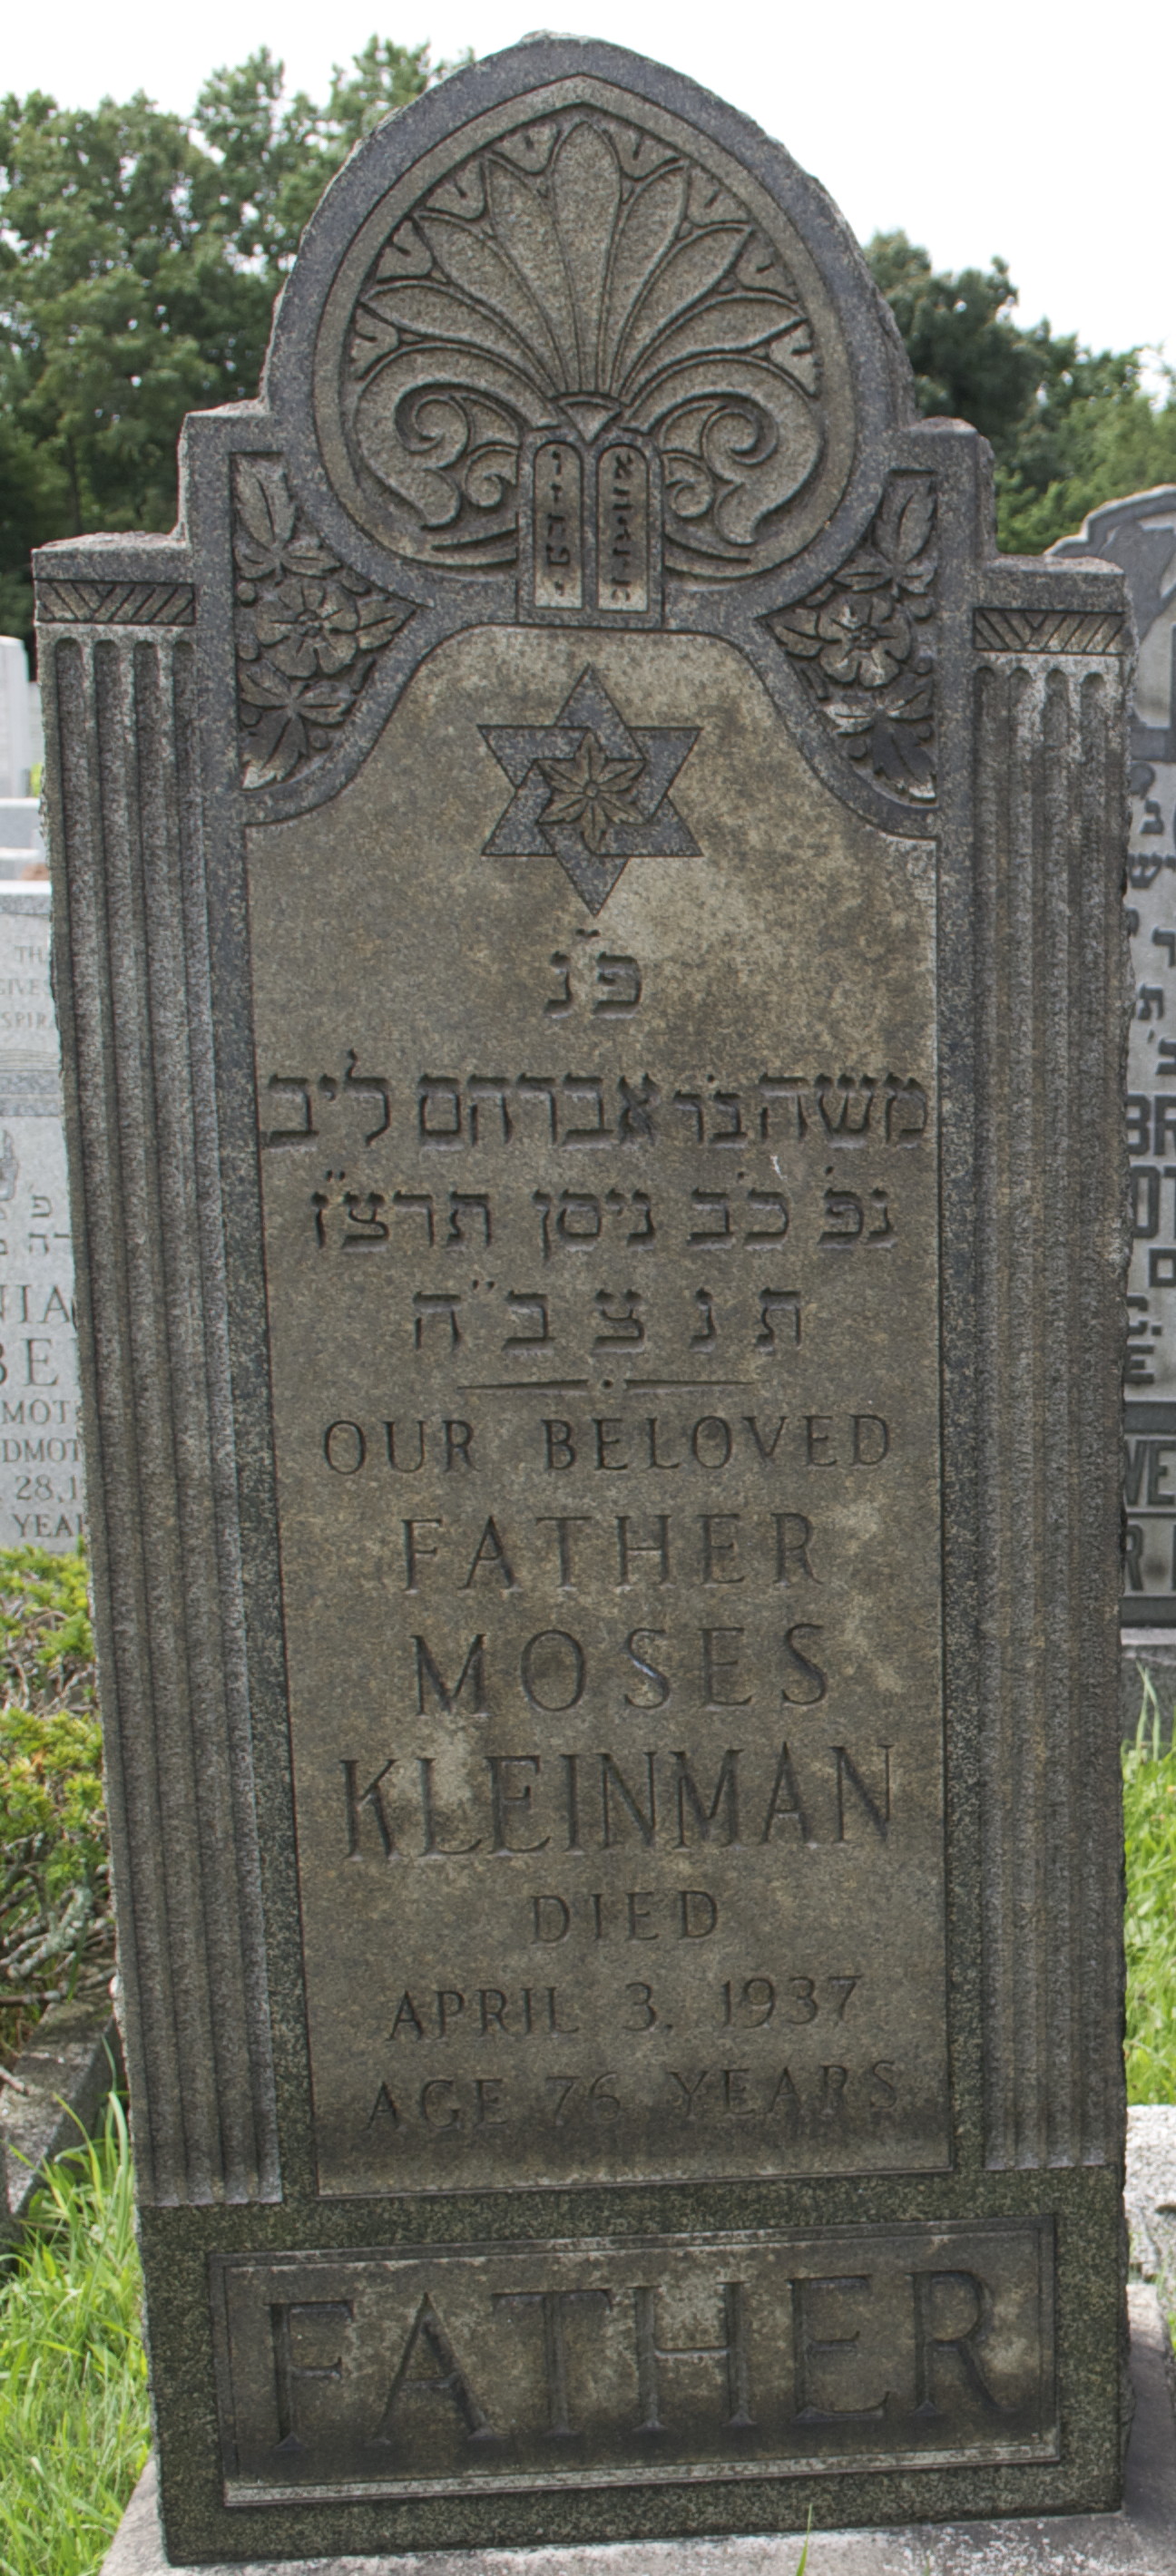 פ״נ
משה בר אברהם ליב
נפ׳ כ״ב ניסן תרצ״ז
ת נ צ ב״ה
OUR BELOVED
FATHER
MOSES
KLEINMAN
DIED
APRIL 3, 1937
AGE 76 YEARS
FATHER